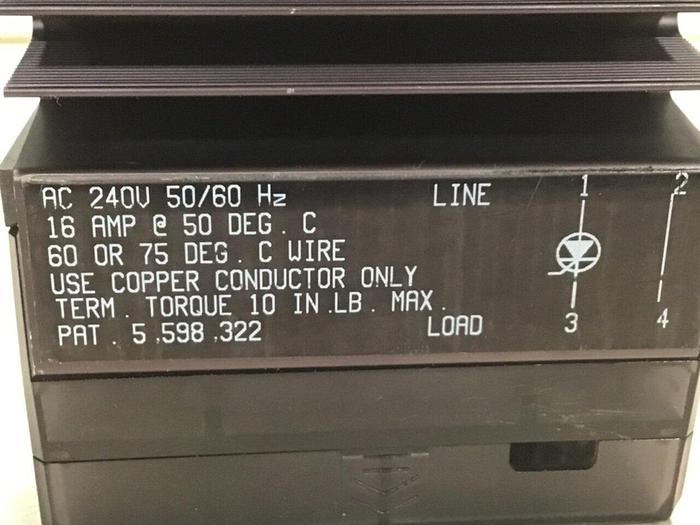 AC 240V 50/60 Hz LINE 1 2
16 AMP @ 50 DEG. C
60 OR 75 DEG. C WIRE
USE COPPER CONDUCTOR ONLY
TERM. TORQUE 10 IN.LB. MAX.
PAT. 5,598,322 LOAD 3 4